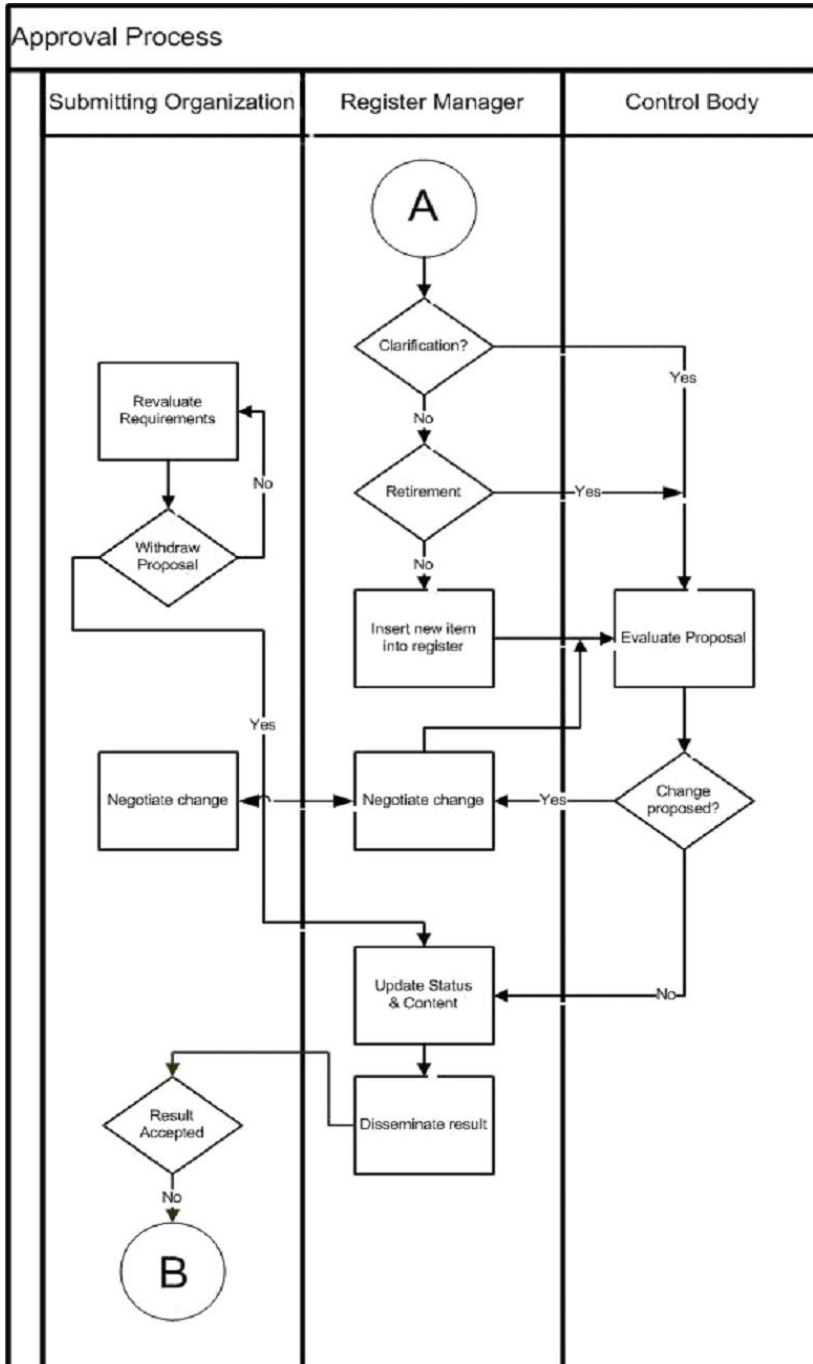 Approval Process
Submitting Organization
Register Manager
Control Body
A
Clarification?
Yes
No
Revaluate
Requirements
No
Retirement
Yes
No
Withdraw
Proposal
Insert new item
into register
Evaluate Proposal
Yes
Negotiate change
Negotiate change
Yes
Change
proposed?
Update Status
& Content
No
Result
Accepted
Disseminate result
No
B